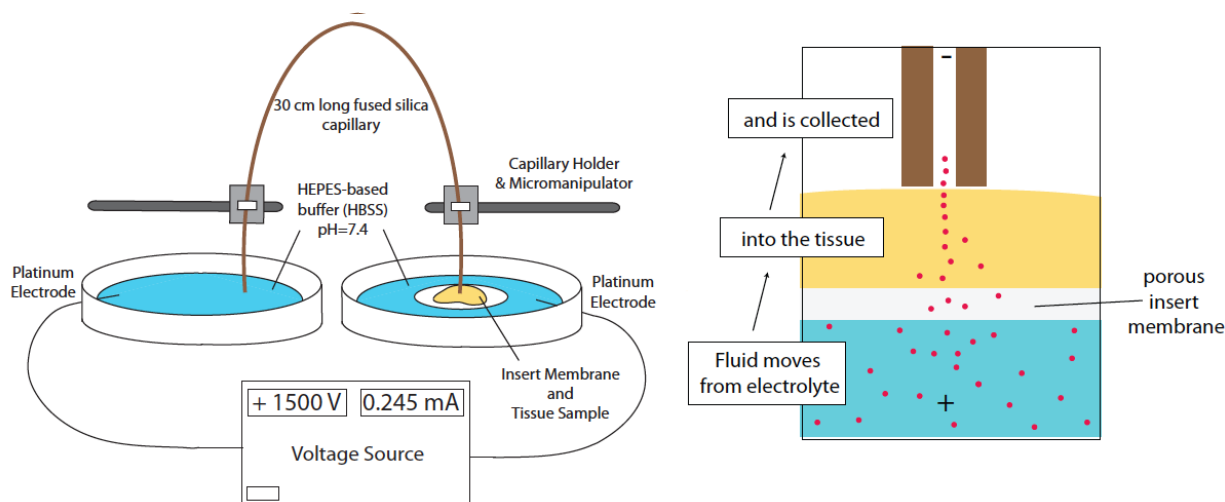 30 cm long fused silica
capillary
HEPES-based
buffer (HBSS)
pH=7.4
Capillary Holder
& Micromanipulator
Platinum
Electrode
Platinum
Electrode
Insert Membrane
and
Tissue Sample
+ 1500 V
0.245 mA
Voltage Source
-
and is collected
into the tissue
porous
insert
membrane
Fluid moves
from electrolyte
+